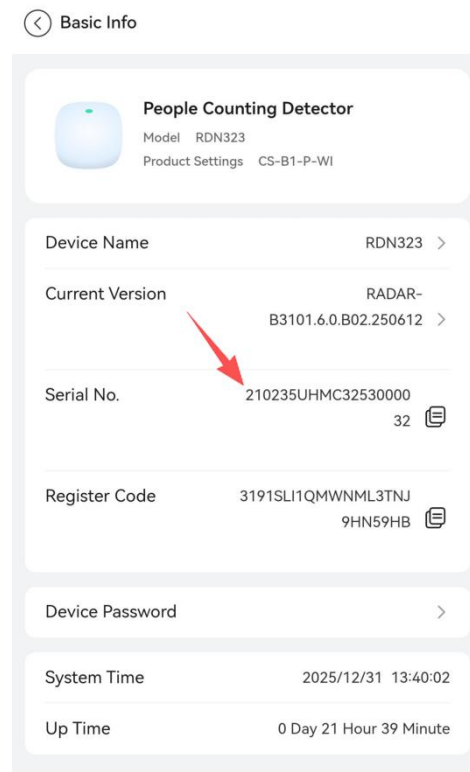 Basic Info
People Counting Detector
Model RDN323
Product Settings CS-B1-P-WI
Device Name RDN323
Current Version RADAR-
B3101.6.0.B02.250612
Serial No. 210235UHMC32530000
32
Register Code 3191SLI1QMWNML3TNJ
9HN59HB
Device Password
System Time 2025/12/31 13:40:02
Up Time 0 Day 21 Hour 39 Minute